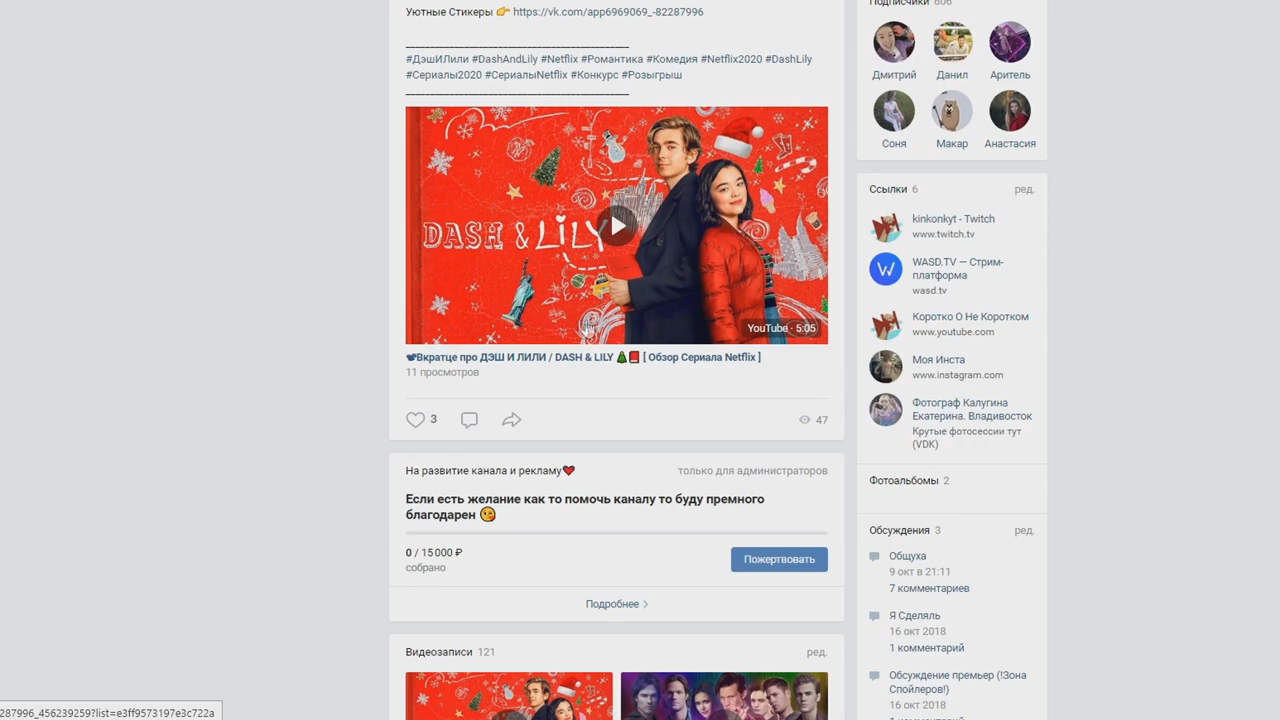 Уютные Стикеры 👉 https://vk.com/app6969069_-82287996
#ДэшИЛили #DashAndLily #Netflix #Романтика #Комедия #Netflix2020 #DashLily
#Сериалы2020 #СериалыNetflix #Конкурс #Розыгрыш
DASH & LiLY
YouTube · 5:05
Вкратце про ДЭШ И ЛИЛИ / DASH & LILY 🎄📕 [ Обзор Сериала Netflix ]
11 просмотров
3
47
На развитие канала и рекламу❤
только для администраторов
Если есть желание как то помочь каналу то буду премного
благодарен 😘
0 / 15 000 ₽
собрано
Пожертвовать
Подробнее
Видеозаписи 121
ред.
Подписчики 606
Дмитрий
Данил
Аритель
Соня
Макар
Анастасия
Ссылки 6
ред.
kinkonkyt - Twitch
www.twitch.tv
WASD.TV — Стрим-
платформа
wasd.tv
Коротко О Не Коротком
www.youtube.com
Моя Инста
www.instagram.com
Фотограф Калугина
Екатерина. Владивосток
Крутые фотосессии тут
(VDK)
Фотоальбомы 2
Обсуждения 3
ред.
Общуха
9 окт в 21:11
7 комментариев
Я Сделяль
16 окт 2018
1 комментарий
Обсуждение премьер (!Зона
Спойлеров!)
16 окт 2018
287996_456239259?list=e3ff9573197e3c722a